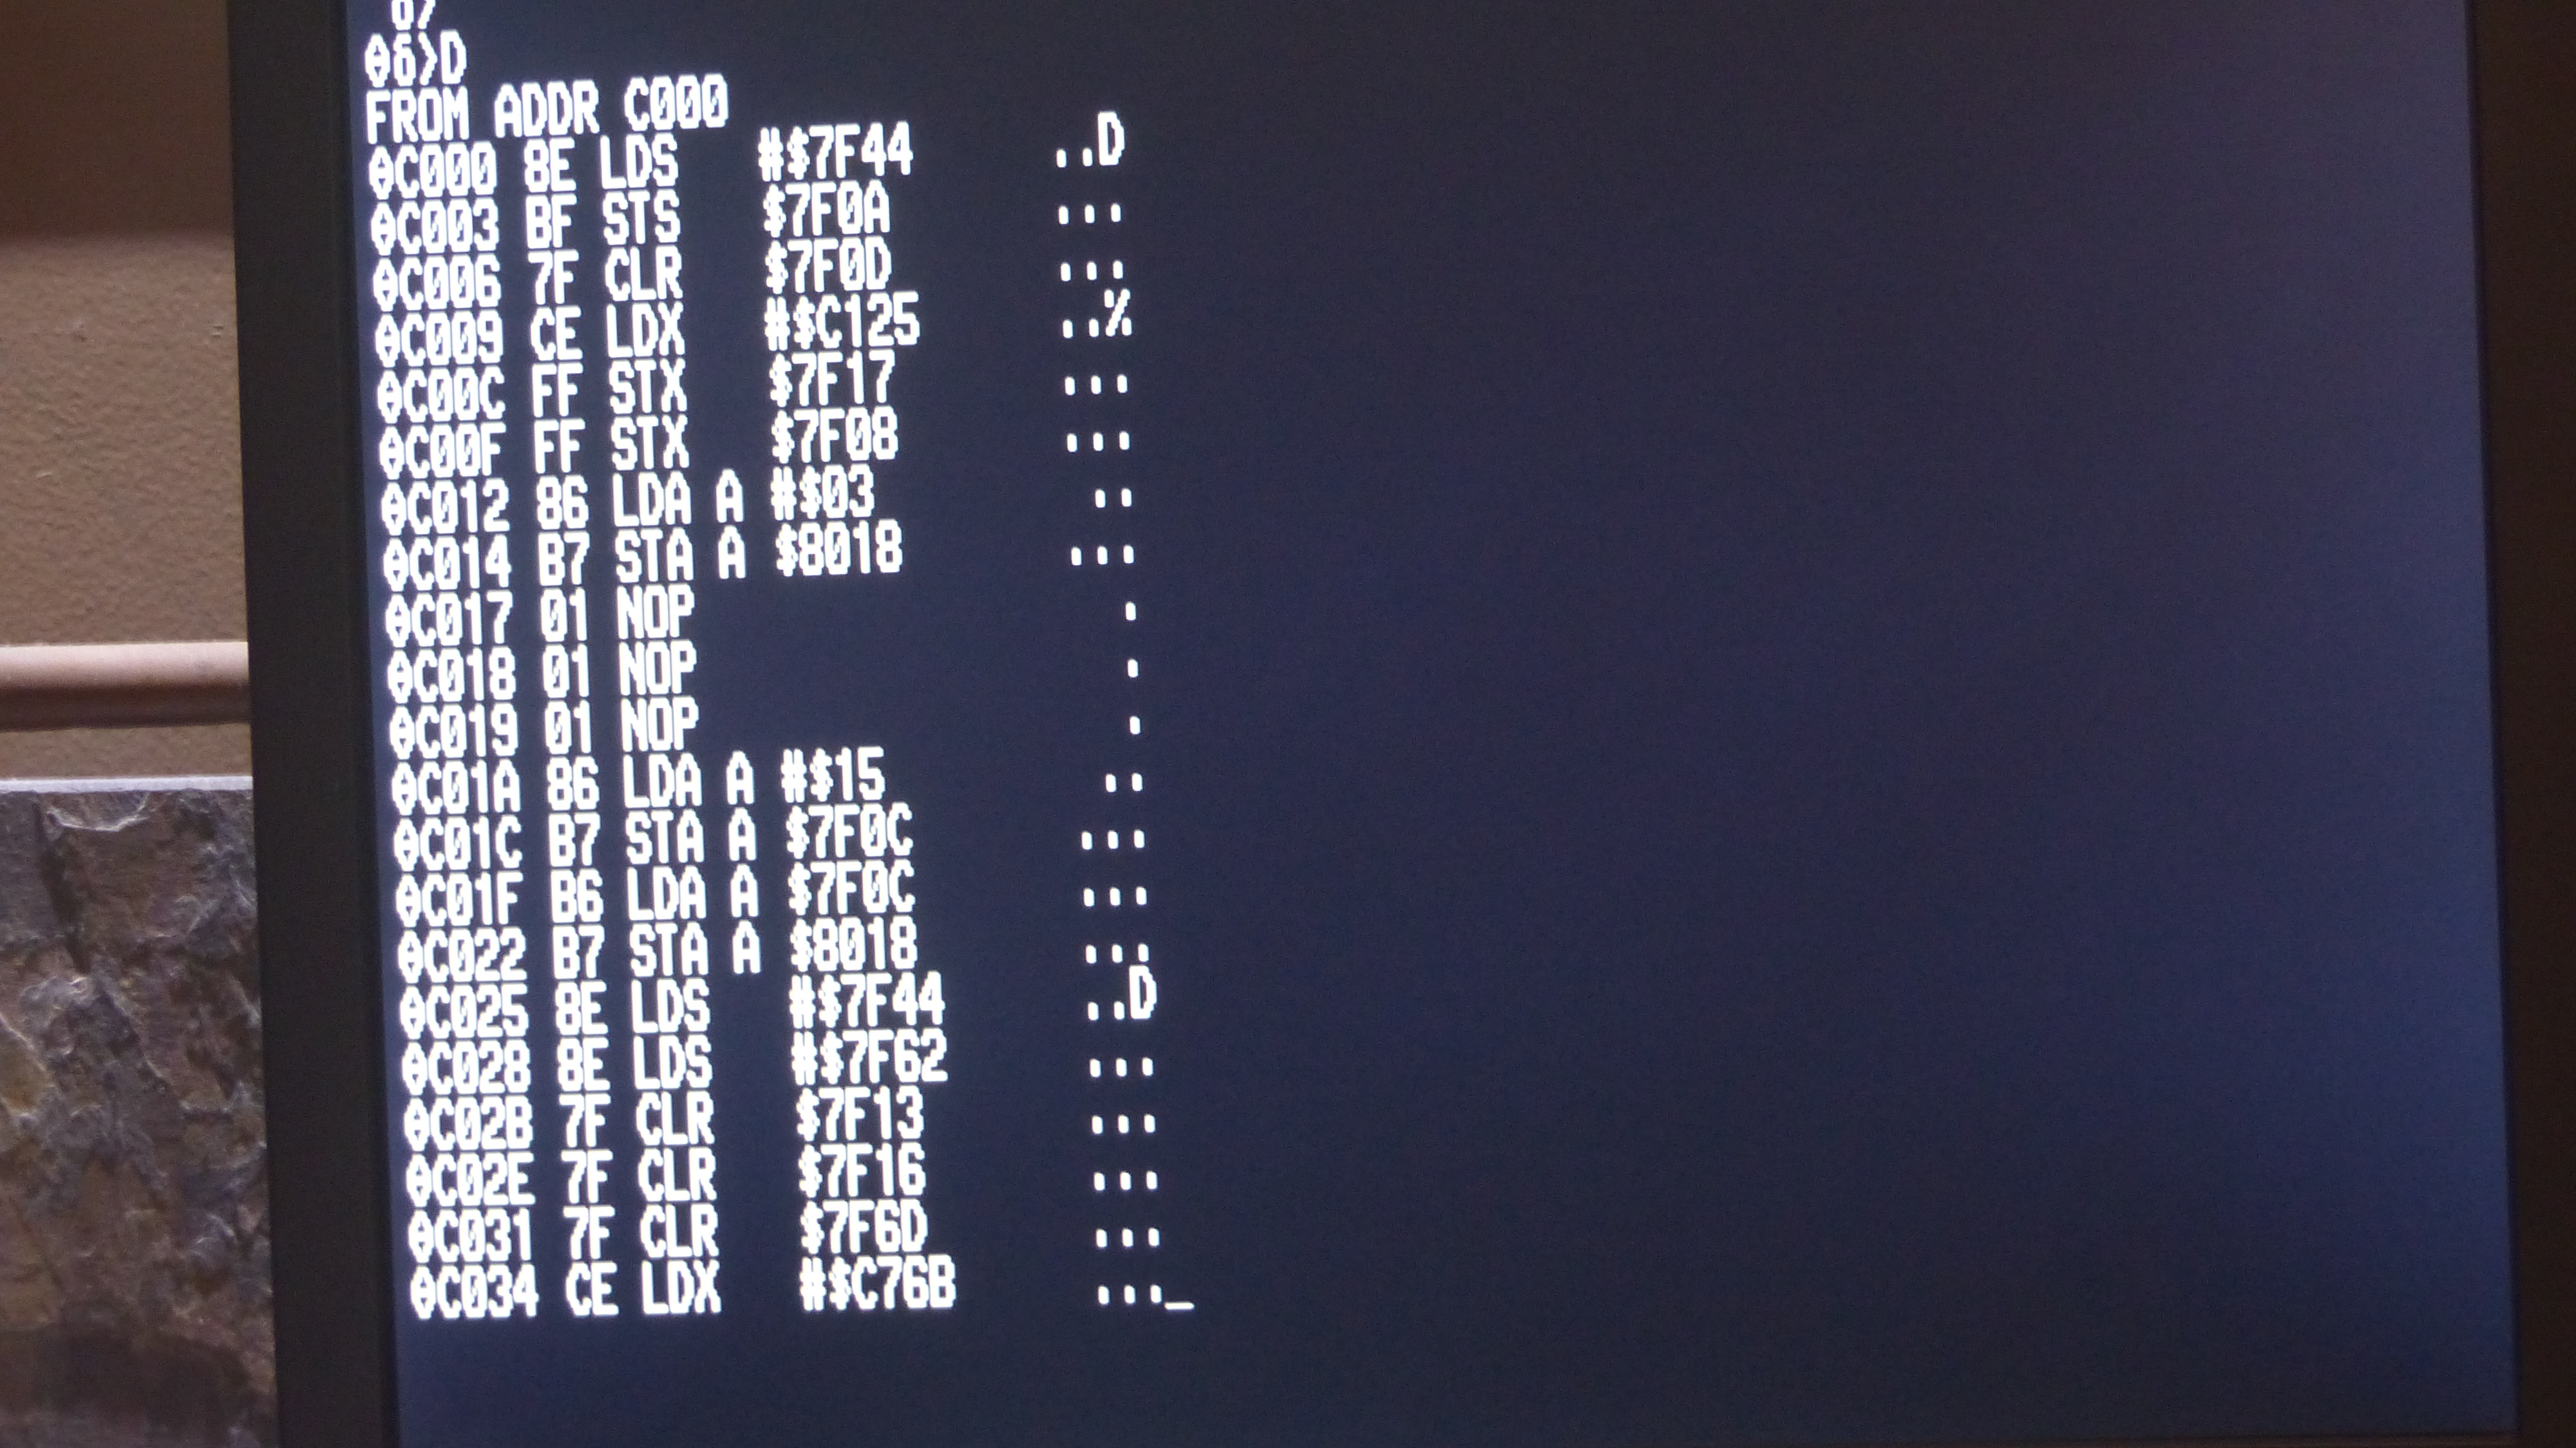 θδ>D
FROM ADDR C000
θC000 8E LDS   #$7F44     ..D
θC003 BF STS   $7F0A      ...
θC006 7F CLR   $7F0D      ...
θC009 CE LDX   #$C125     ..%
θC00C FF STX   $7F17      ...
θC00F FF STX   $7F08      ...
θC012 86 LDA A #$03        ..
θC014 B7 STA A $8018      ...
θC017 01 NOP                .
θC018 01 NOP                .
θC019 01 NOP                .
θC01A 86 LDA A #$15        ..
θC01C B7 STA A $7F0C      ...
θC01F B6 LDA A $7F0C      ...
θC022 B7 STA A $8018      ...
θC025 8E LDS   #$7F44     ..D
θC028 8E LDS   #$7F62     ...
θC02B 7F CLR   $7F13      ...
θC02E 7F CLR   $7F16      ...
θC031 7F CLR   $7F6D      ...
θC034 CE LDX   #$C76B     ..._